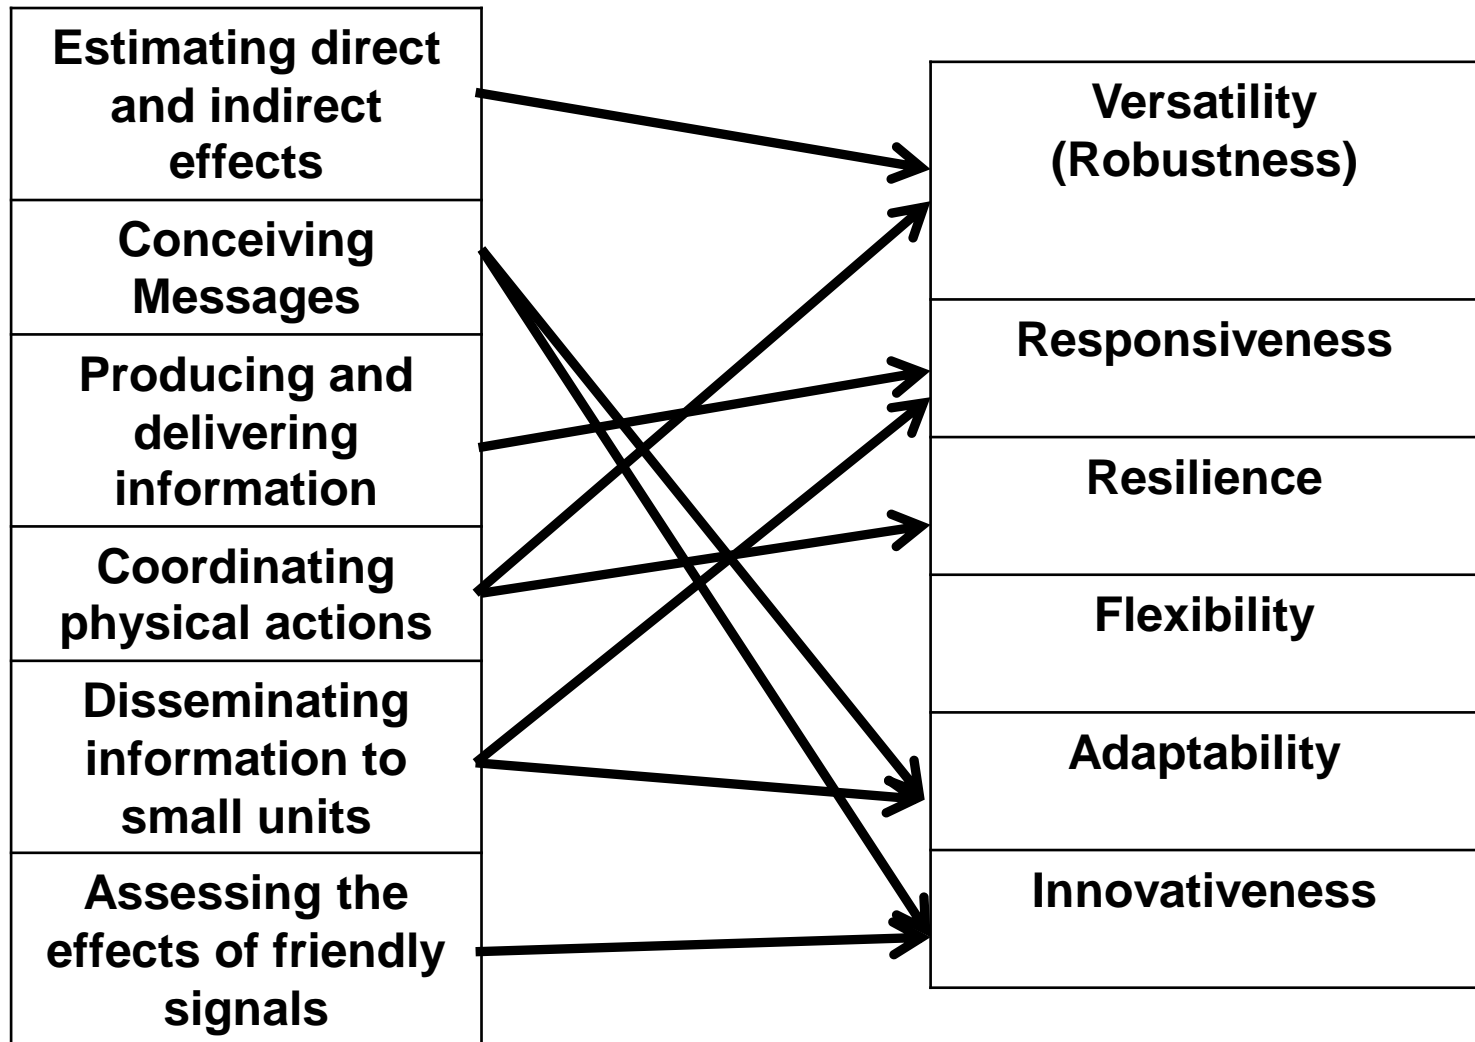 Estimating direct
and indirect
effects
Conceiving
Messages
Producing and
delivering
information
Coordinating
physical actions
Disseminating
information to
small units
Assessing the
effects of friendly
signals
Versatility
(Robustness)
Responsiveness
Resilience
Flexibility
Adaptability
Innovativeness